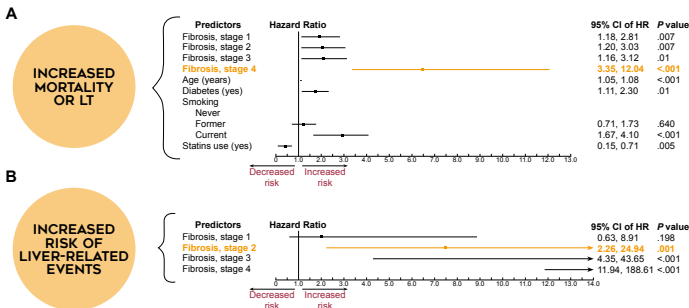 A
INCREASED
MORTALITY
OR LT
Predictors Hazard Ratio 95% CI of HR P value
Fibrosis, stage 1 1.18, 2.81 .007
Fibrosis, stage 2 1.20, 3.03 .007
Fibrosis, stage 3 1.16, 3.12 .01
Fibrosis, stage 4 3.35, 12.04 <.001
Age (years) 1.05, 1.08 <.001
Diabetes (yes) 1.11, 2.30 .01
Smoking
Never
Former 0.71, 1.73 .640
Current 1.67, 4.10 <.001
Statins use (yes) 0.15, 0.71 .005
0 1.0 2.0 3.0 4.0 5.0 6.0 7.0 8.0 9.0 10.0 11.0 12.0 13.0
Decreased Increased
risk risk
B
INCREASED
RISK OF
LIVER-RELATED
EVENTS
Predictors Hazard Ratio 95% CI of HR P value
Fibrosis, stage 1 0.63, 8.91 .198
Fibrosis, stage 2 2.26, 24.94 .001
Fibrosis, stage 3 4.35, 43.65 <.001
Fibrosis, stage 4 11.94, 188.61 <.001
0 1.0 2.0 3.0 4.0 5.0 6.0 7.0 8.0 9.0 10.0 11.0 12.0 13.0 14.0
Decreased Increased
risk risk